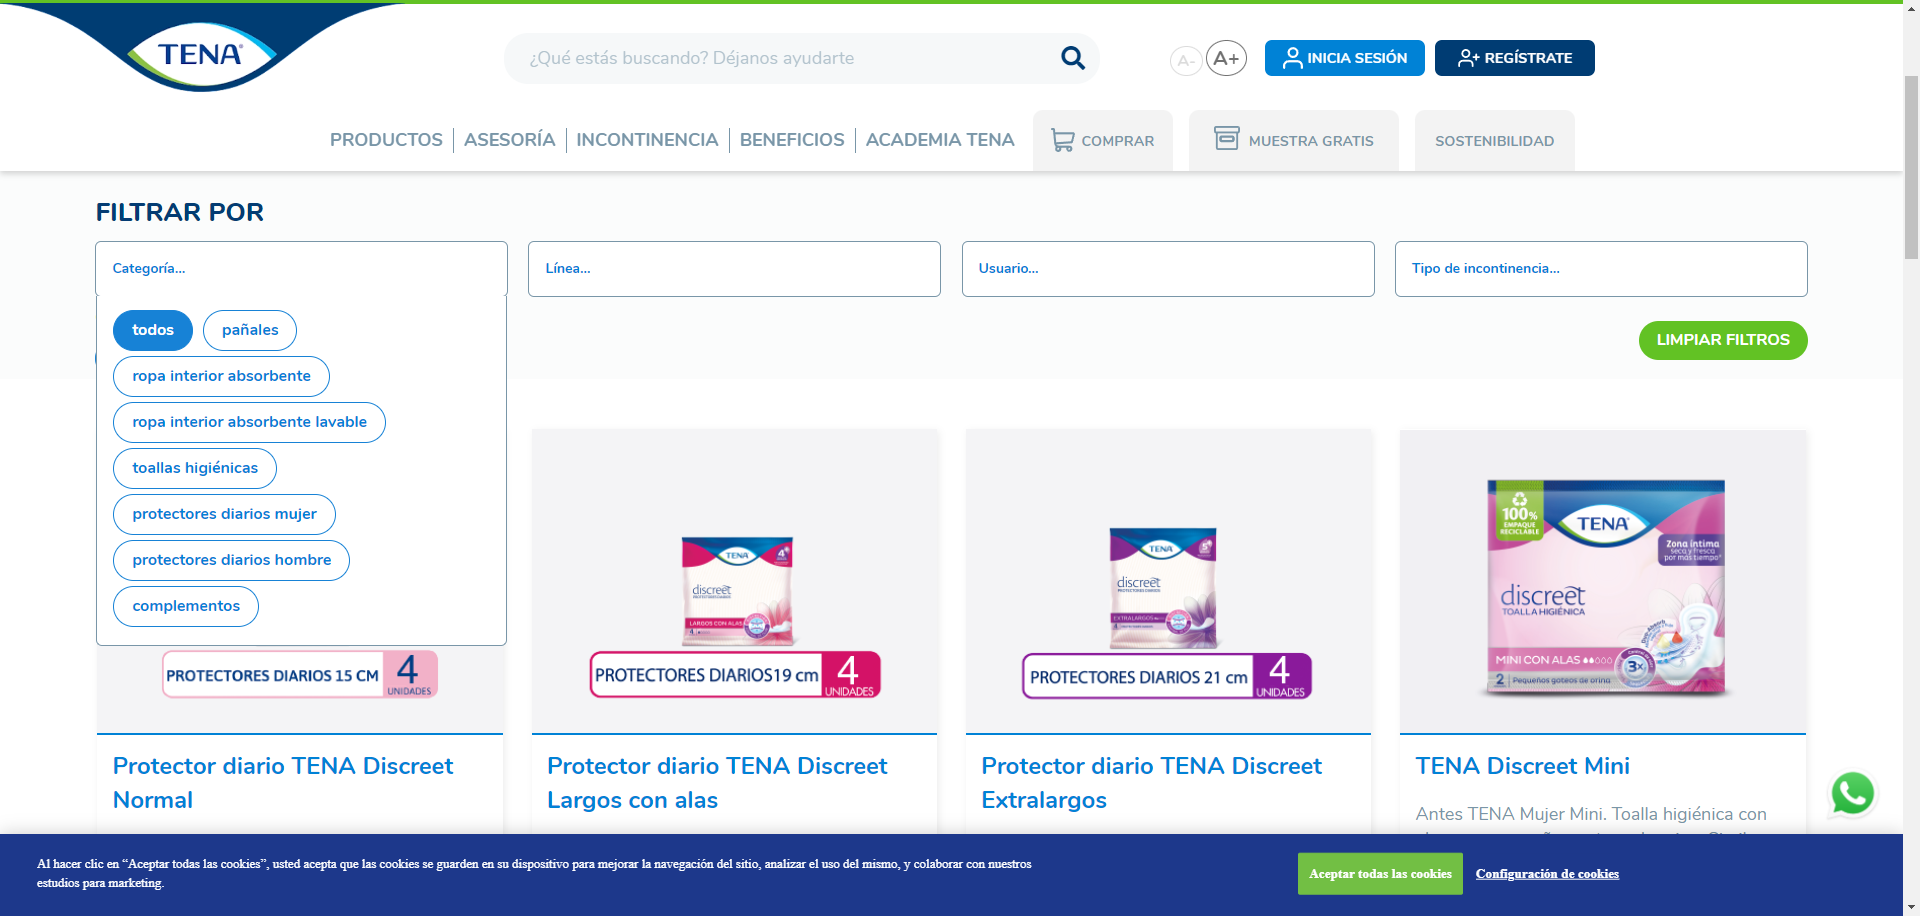 TENA
¿Qué estás buscando? Déjanos ayudarte
A-
A+
INICIA SESIÓN
REGÍSTRATE
PRODUCTOS
ASESORÍA
INCONTINENCIA
BENEFICIOS
ACADEMIA TENA
COMPRAR
MUESTRA GRATIS
SOSTENIBILIDAD
FILTRAR POR
Categoría...
Línea...
Usuario...
Tipo de incontinencia...
todos
pañales
ropa interior absorbente
ropa interior absorbente lavable
toallas higiénicas
protectores diarios mujer
protectores diarios hombre
complementos
LIMPIAR FILTROS
PROTECTORES DIARIOS 15 CM
4
UNIDADES
TENA
discreet
PROTECTORES DIARIOS
LARGOS CON ALAS
PROTECTORES DIARIOS19 cm
4
UNIDADES
TENA
discreet
PROTECTORES DIARIOS
EXTRALARGOS
PROTECTORES DIARIOS 21 cm
4
UNIDADES
100%
EMPAQUE
RECICLABLE
TENA
Zona íntima
seca y fresca
por más tiempo*
discreet
TOALLA HIGIÉNICA
MINI CON ALAS
3x
2
Pequeños goteos de orina
Protector diario TENA Discreet
Normal
Protector diario TENA Discreet
Largos con alas
Protector diario TENA Discreet
Extralargos
TENA Discreet Mini
Antes TENA Mujer Mini. Toalla higiénica con
Al hacer clic en “Aceptar todas las cookies”, usted acepta que las cookies se guarden en su dispositivo para mejorar la navegación del sitio, analizar el uso del mismo, y colaborar con nuestros
estudios para marketing.
Aceptar todas las cookies
Configuración de cookies